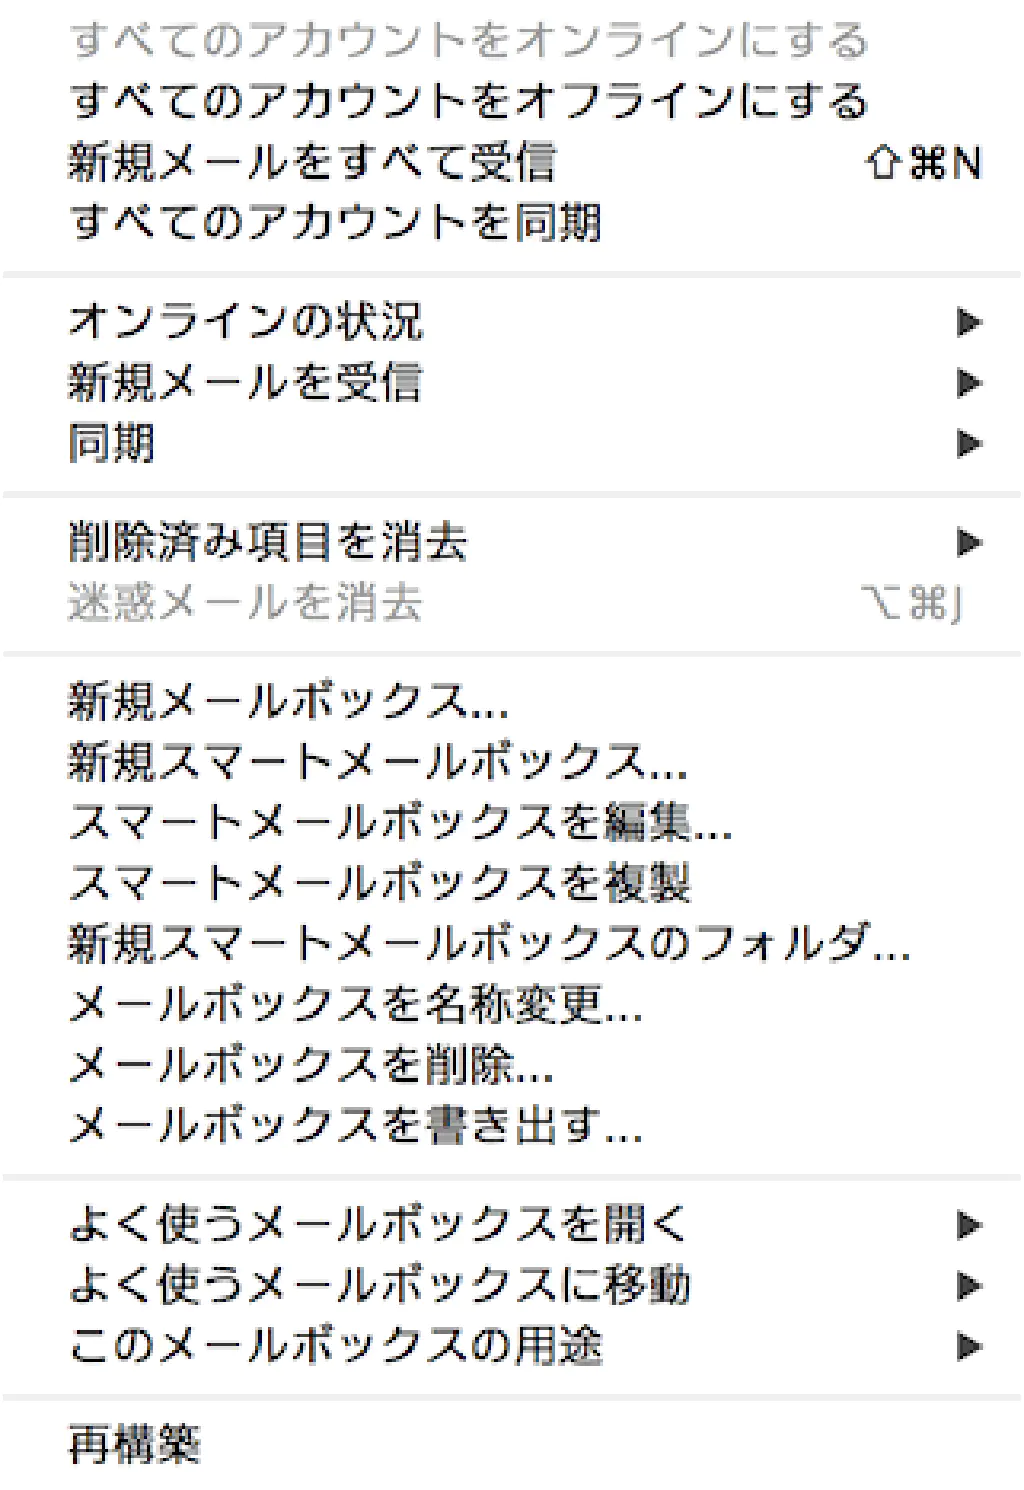 すべてのアカウントをオンラインにする
すべてのアカウントをオフラインにする
新規メールをすべて受信 ⇧⌘N
すべてのアカウントを同期
オンラインの状況 ▶
新規メールを受信 ▶
同期 ▶
削除済み項目を消去 ▶
迷惑メールを消去 ⌥⌘J
新規メールボックス...
新規スマートメールボックス...
スマートメールボックスを編集...
スマートメールボックスを複製
新規スマートメールボックスのフォルダ...
メールボックスを名称変更...
メールボックスを削除...
メールボックスを書き出す...
よく使うメールボックスを開く ▶
よく使うメールボックスに移動 ▶
このメールボックスの用途 ▶
再構築